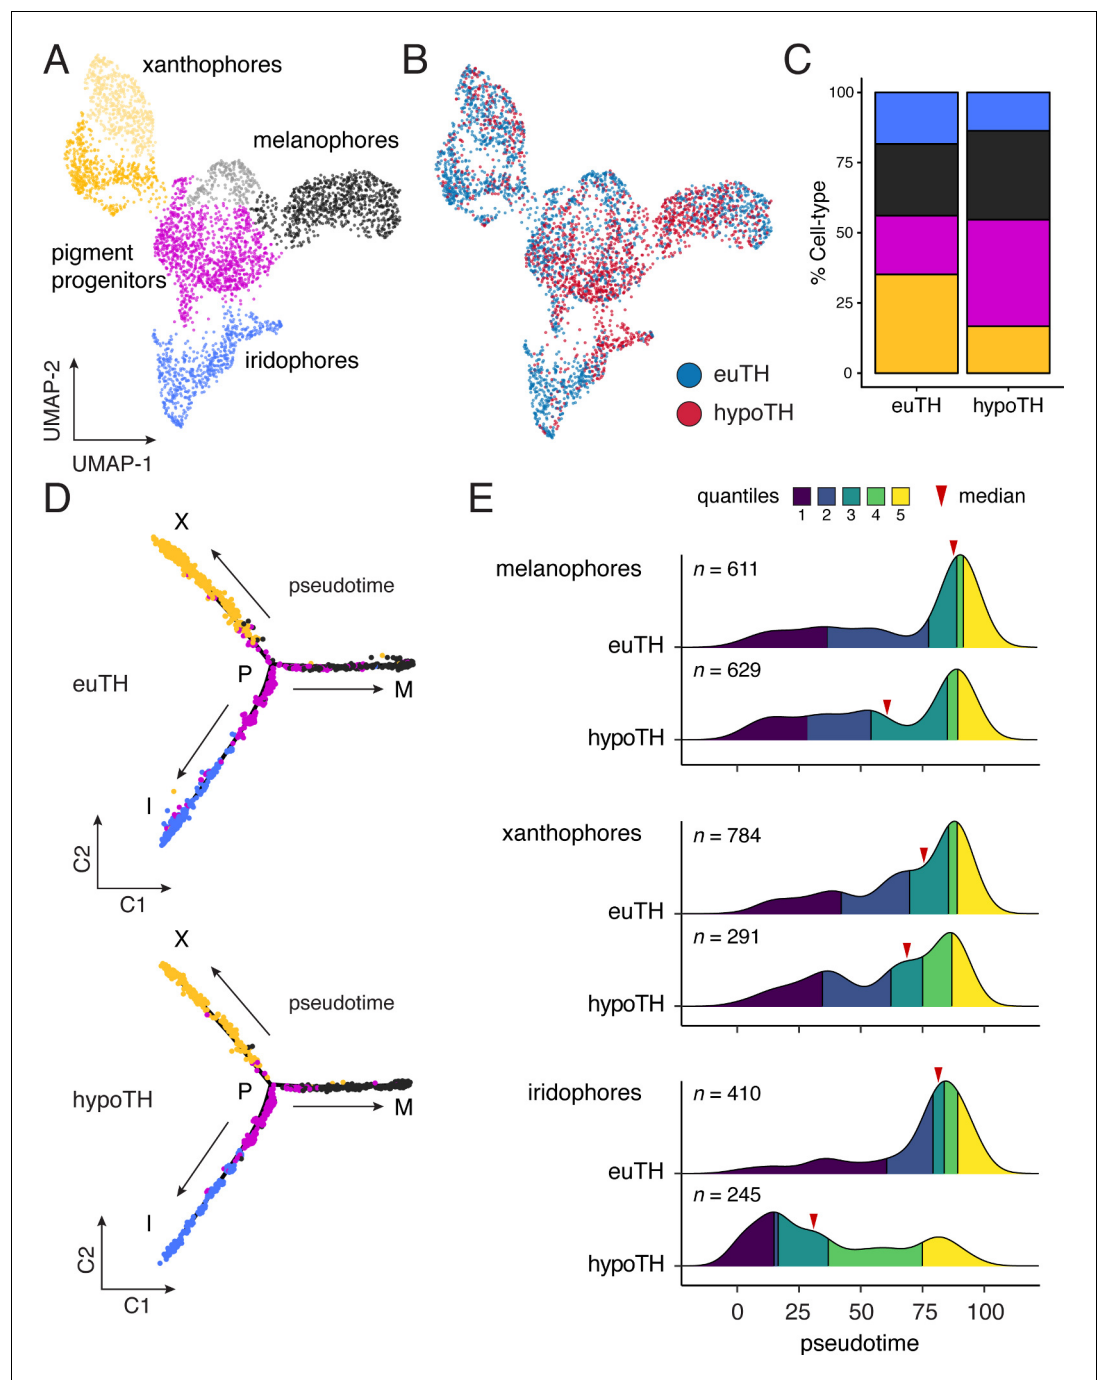 A
xanthophores
melanophores
pigment
progenitors
iridophores
UMAP-2
UMAP-1
B
euTH
hypoTH
C
% Cell-type
100
75
50
25
0
euTH
hypoTH
D
X
pseudotime
P
euTH
M
I
C2
C1
X
pseudotime
P
hypoTH
M
I
C2
C1
E
quantiles
1 2 3 4 5
median
melanophores
n = 611
euTH
n = 629
hypoTH
xanthophores
n = 784
euTH
n = 291
hypoTH
iridophores
n = 410
euTH
n = 245
hypoTH
0 25 50 75 100
pseudotime